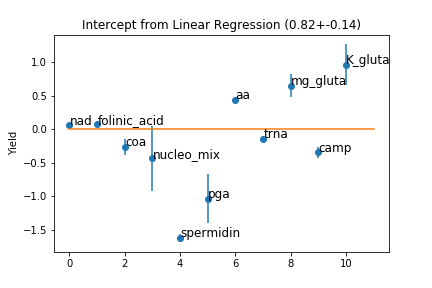 Intercept from Linear Regression (0.82+-0.14)
1.0
0.5
0.0
−0.5
−1.0
−1.5
Yield
K_gluta
mg_gluta
aa
nad
folinic_acid
trna
coa
camp
nucleo_mix
pga
spermidin
0 2 4 6 8 10